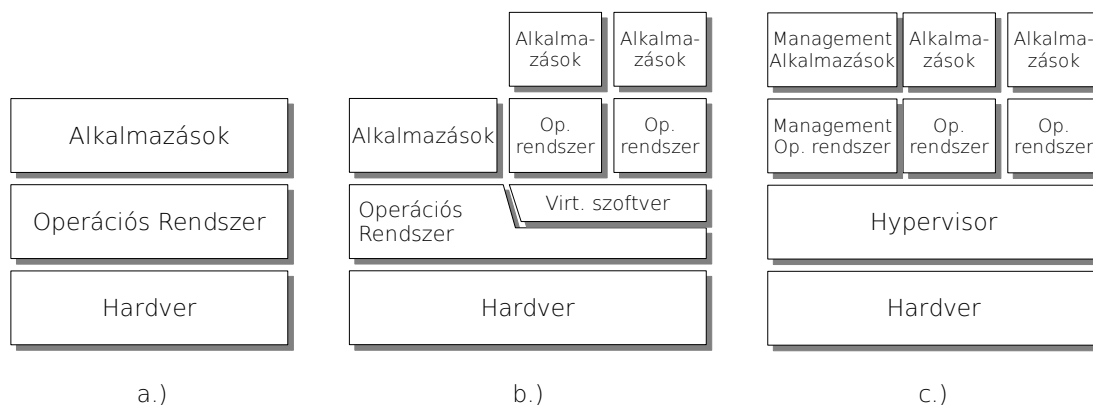 Alkalmazások
Operációs Rendszer
Hardver
a.)
Alkalma-
zások
Alkalma-
zások
Alkalmazások
Op.
rendszer
Op.
rendszer
Virt. szoftver
Operációs
Rendszer
Hardver
b.)
Management
Alkalmazások
Alkalma-
zások
Alkalma-
zások
Management
Op. rendszer
Op.
rendszer
Op.
rendszer
Hypervisor
Hardver
c.)